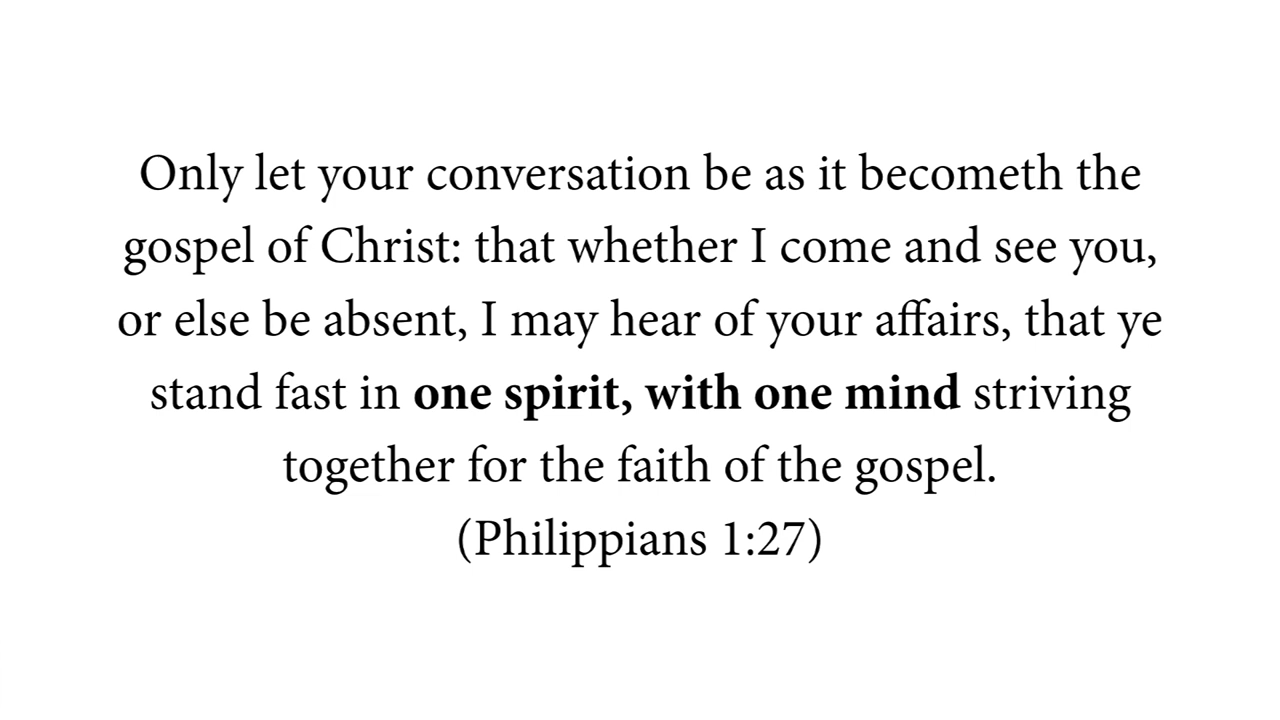 Only let your conversation be as it becometh the
gospel of Christ: that whether I come and see you,
or else be absent, I may hear of your affairs, that ye
stand fast in one spirit, with one mind striving
together for the faith of the gospel.
(Philippians 1:27)